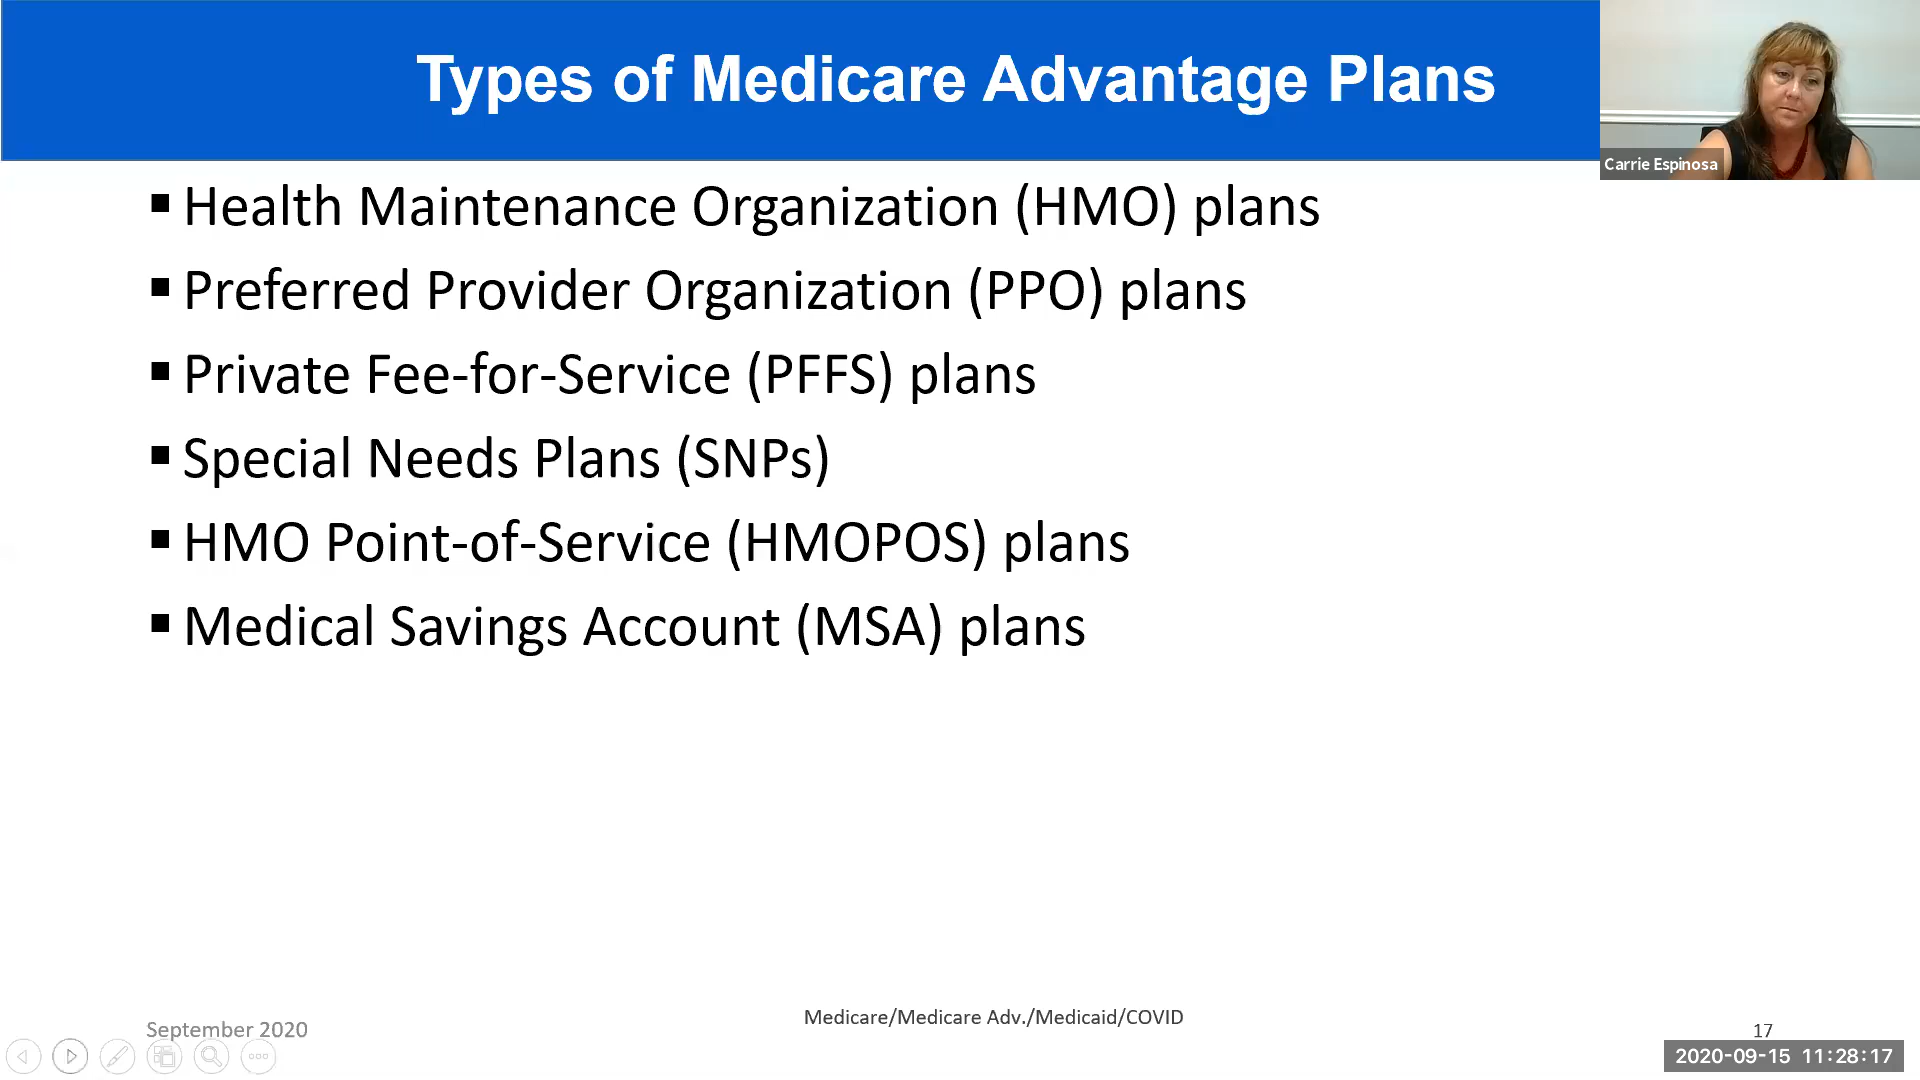 Types of Medicare Advantage Plans
Carrie Espinosa
▪ Health Maintenance Organization (HMO) plans
▪ Preferred Provider Organization (PPO) plans
▪ Private Fee-for-Service (PFFS) plans
▪ Special Needs Plans (SNPs)
▪ HMO Point-of-Service (HMOPOS) plans
▪ Medical Savings Account (MSA) plans
September 2020
Medicare/Medicare Adv./Medicaid/COVID
17
2020-09-15 11:28:17